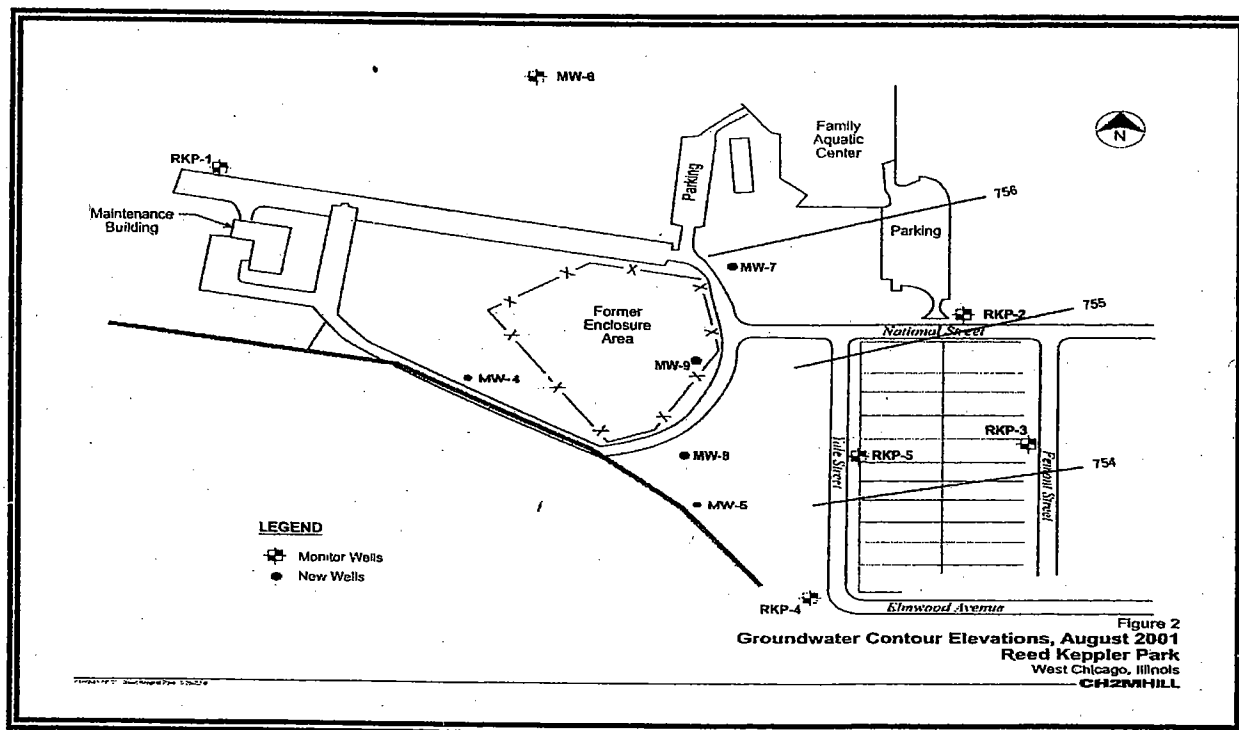 MW-6
RKP-1
Family
Aquatic
Center
N
Parking
756
Maintenance
Building
Parking
MW-7
Former
Enclosure
Area
755
RKP-2
National Street
MW-9
MW-4
RKP-3
Yale Street
RKP-5
MW-8
754
Pemont Street
MW-5
LEGEND
Monitor Wells
New Wells
RKP-4
Elmwood Avenue
Figure 2
Groundwater Contour Elevations, August 2001
Reed Keppler Park
West Chicago, Illinois
CH2MHILL